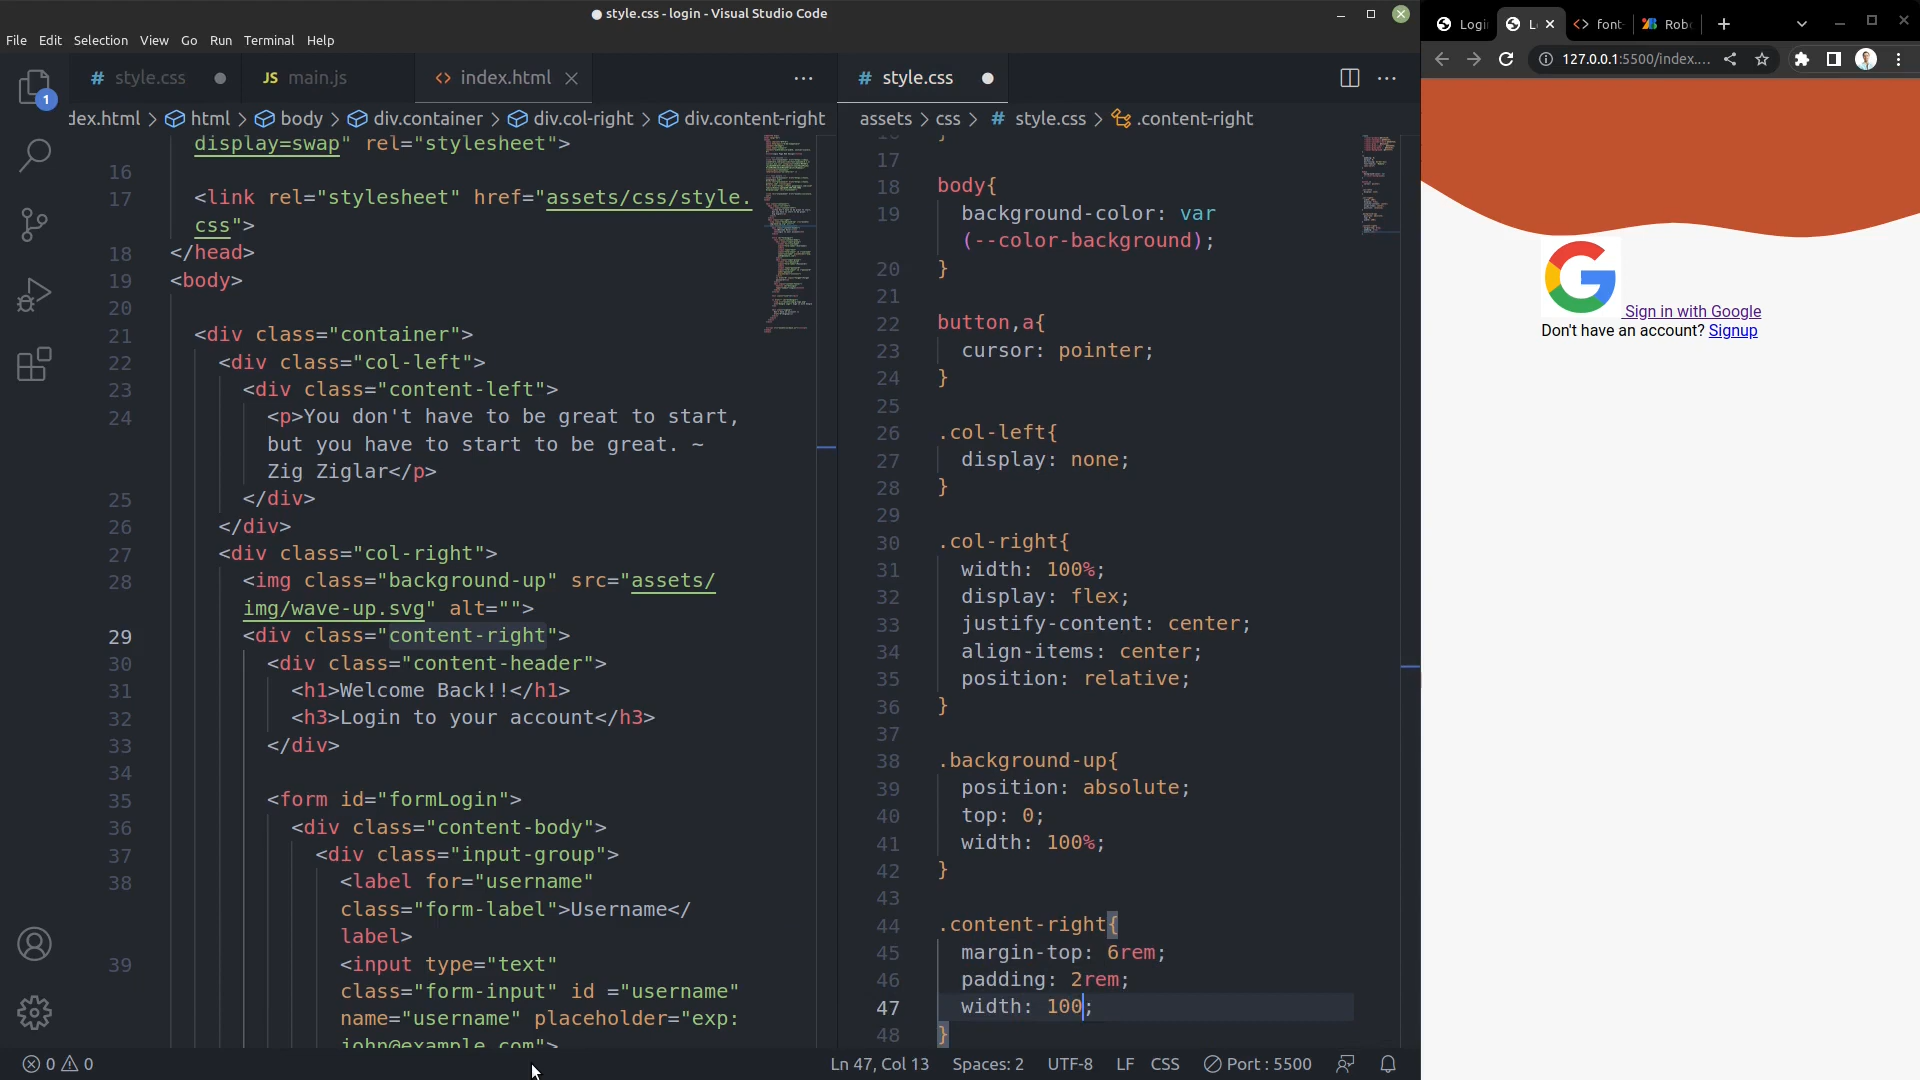 style.css - login - Visual Studio Code
File Edit Selection View Go Run Terminal Help
1
# style.css
JS main.js
<> index.html
# style.css
dex.html > html > body > div.container > div.col-right > div.content-right
assets > css > # style.css > .content-right
display=swap" rel="stylesheet">
16
17 <link rel="stylesheet" href="assets/css/style.
css">
18 </head>
19 <body>
20
21 <div class="container">
22 <div class="col-left">
23 <div class="content-left">
24 <p>You don't have to be great to start,
but you have to start to be great. ~
Zig Ziglar</p>
25 </div>
26 </div>
27 <div class="col-right">
28 <img class="background-up" src="assets/
img/wave-up.svg" alt="">
29 <div class="content-right">
30 <div class="content-header">
31 <h1>Welcome Back!!</h1>
32 <h3>Login to your account</h3>
33 </div>
34
35 <form id="formLogin">
36 <div class="content-body">
37 <div class="input-group">
38 <label for="username"
class="form-label">Username</
label>
39 <input type="text"
class="form-input" id ="username"
name="username" placeholder="exp:
john@example.com">
16 }
17
18 body{
19 background-color: var
(--color-background);
20 }
21
22 button,a{
23 cursor: pointer;
24 }
25
26 .col-left{
27 display: none;
28 }
29
30 .col-right{
31 width: 100%;
32 display: flex;
33 justify-content: center;
34 align-items: center;
35 position: relative;
36 }
37
38 .background-up{
39 position: absolute;
40 top: 0;
41 width: 100%;
42 }
43
44 .content-right{
45 margin-top: 6rem;
46 padding: 2rem;
47 width: 100;
48 }
0 0
Ln 47, Col 13 Spaces: 2 UTF-8 LF CSS Port : 5500
Login
L
<> font
Rob
127.0.0.1:5500/index....
Sign in with Google
Don't have an account? Signup